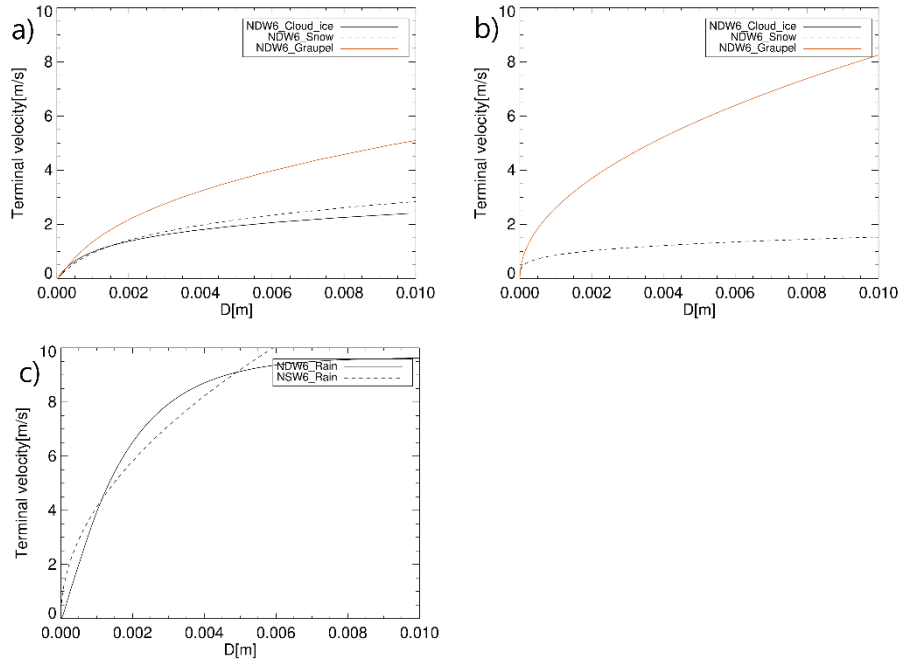 a)
NDW6_Cloud_ice
NDW6_Snow
NDW6_Graupel
Terminal velocity[m/s]
10
8
6
4
2
0
0.000 0.002 0.004 0.006 0.008 0.010
D[m]
b)
NDW6_Cloud_ice
NDW6_Snow
NDW6_Graupel
Terminal velocity[m/s]
10
8
6
4
2
0
0.000 0.002 0.004 0.006 0.008 0.010
D[m]
c)
NDW6_Rain
NSW6_Rain
Terminal velocity[m/s]
10
8
6
4
2
0
0.000 0.002 0.004 0.006 0.008 0.010
D[m]